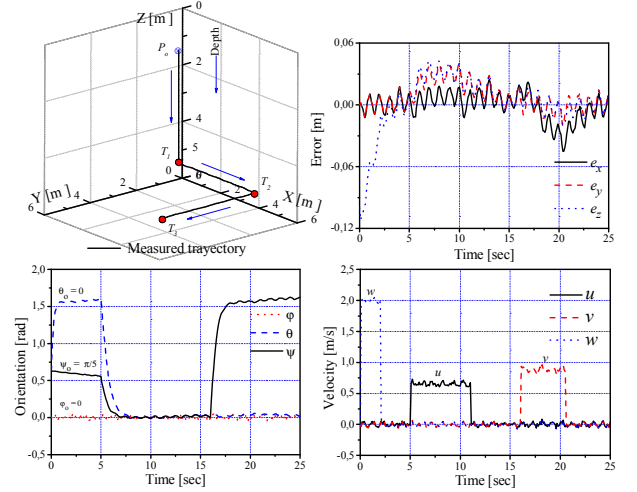 Z [m]
0
2
4
5
6
P_o
Depth
T_1
T_2
T_3
Y [m]
6
4
2
0
0
2
4
6
X [m]
Measured trayectory
0,06
0,00
-0,06
-0,12
Error [m]
e_x
e_y
e_z
0 5 10 15 20 25
Time [sec]
2,0
1,5
1,0
0,5
0,0
-0,5
Orientation [rad]
θ_o = 0
ψ_o = π/5
φ_o = 0
φ
θ
ψ
0 5 10 15 20 25
Time [sec]
2,5
2,0
1,5
1,0
0,5
0,0
-0,5
Velocity [m/s]
w
u
v
u
v
w
0 5 10 15 20 25
Time [sec]